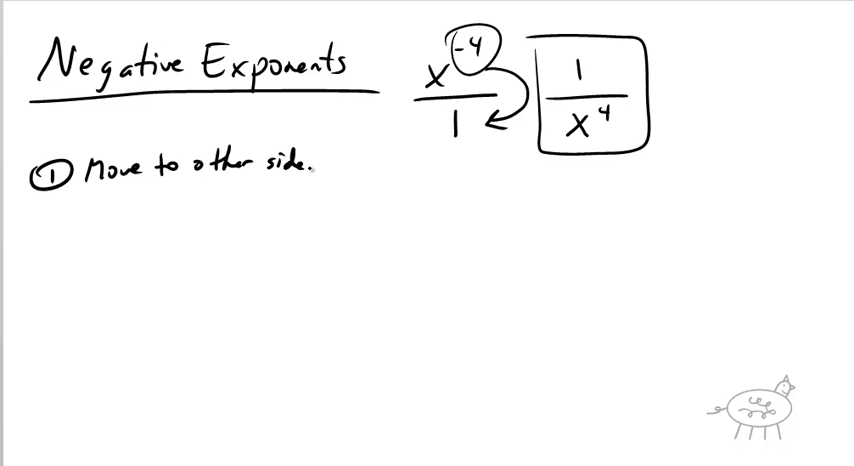 Negative Exponents
x^-4 / 1
1 / x^4
① Move to other side.